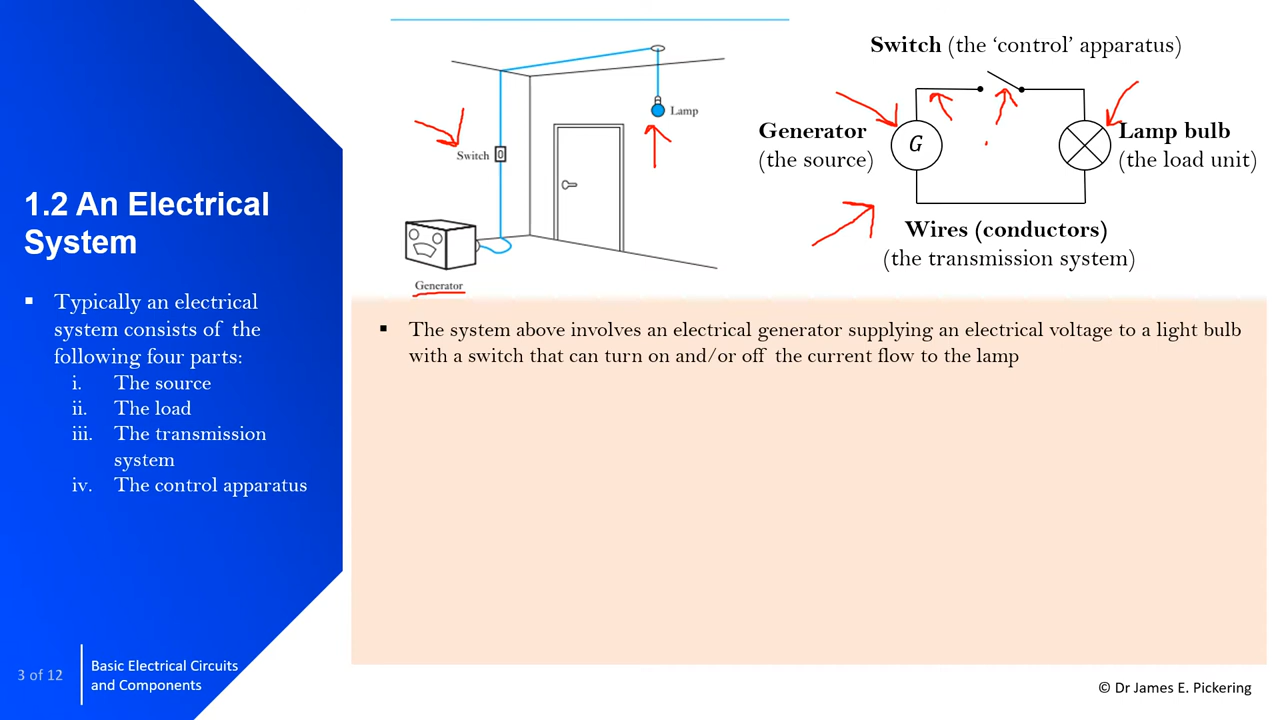 1.2 An Electrical
System
▪ Typically an electrical
system consists of the
following four parts:
i. The source
ii. The load
iii. The transmission
system
iv. The control apparatus
3 of 12
Basic Electrical Circuits
and Components
Lamp
Switch
0
Generator
Switch (the ‘control’ apparatus)
Generator
(the source)
G
Lamp bulb
(the load unit)
Wires (conductors)
(the transmission system)
▪ The system above involves an electrical generator supplying an electrical voltage to a light bulb
with a switch that can turn on and/or off the current flow to the lamp
© Dr James E. Pickering